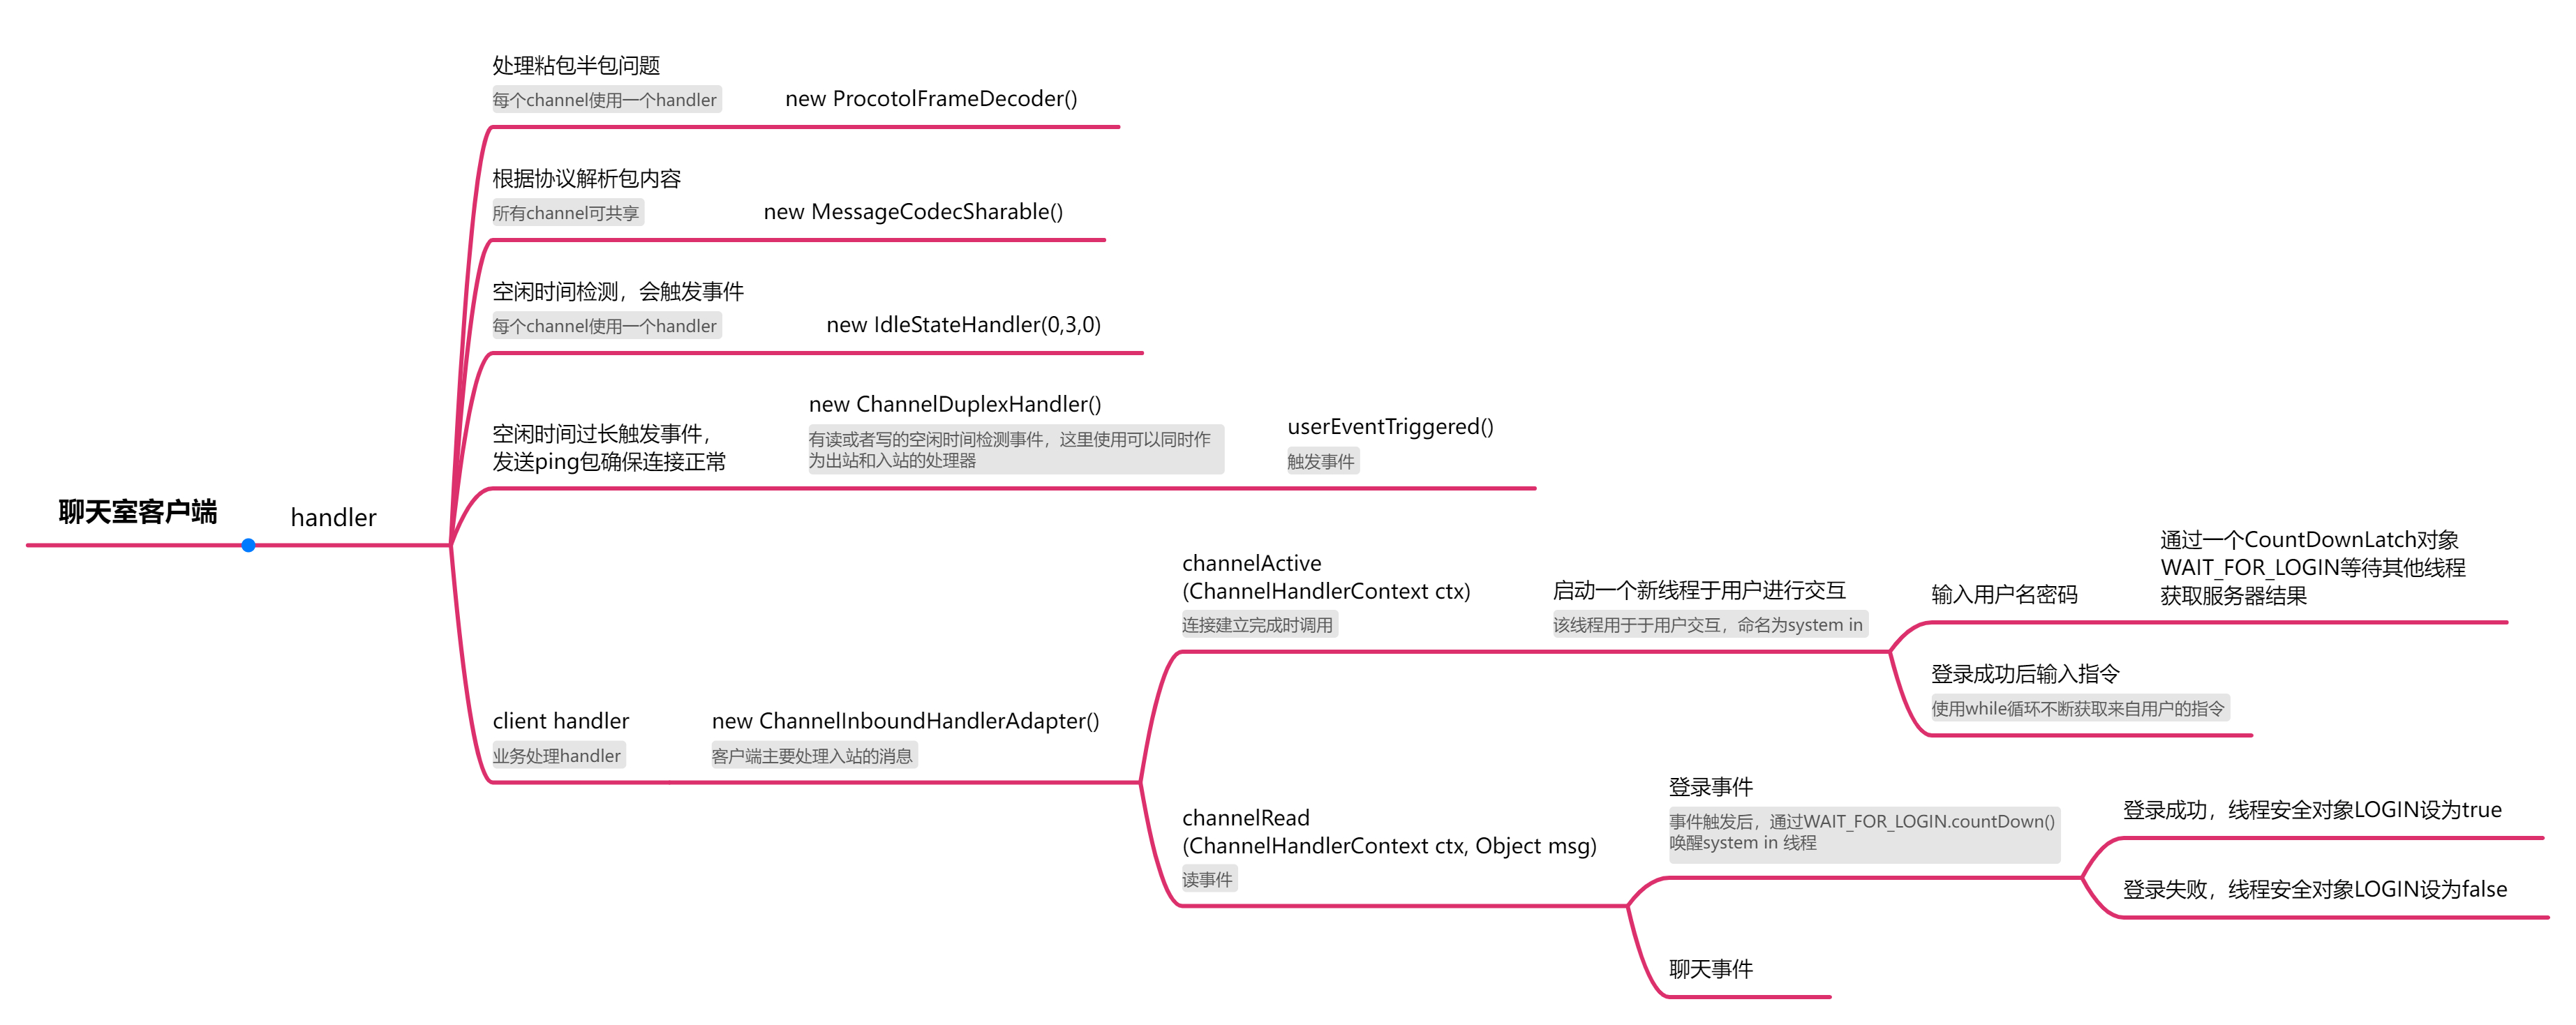 聊天室客户端
handler
处理粘包半包问题
每个channel使用一个handler
new ProcotolFrameDecoder()
根据协议解析包内容
所有channel可共享
new MessageCodecSharable()
空闲时间检测，会触发事件
每个channel使用一个handler
new IdleStateHandler(0,3,0)
空闲时间过长触发事件，
发送ping包确保连接正常
new ChannelDuplexHandler()
有读或者写的空闲时间检测事件，这里使用可以同时作
为出站和入站的处理器
userEventTriggered()
触发事件
client handler
业务处理handler
new ChannelInboundHandlerAdapter()
客户端主要处理入站的消息
channelActive
(ChannelHandlerContext ctx)
连接建立完成时调用
启动一个新线程于用户进行交互
该线程用于于用户交互，命名为system in
输入用户名密码
通过一个CountDownLatch对象
WAIT_FOR_LOGIN等待其他线程
获取服务器结果
登录成功后输入指令
使用while循环不断获取来自用户的指令
channelRead
(ChannelHandlerContext ctx, Object msg)
读事件
登录事件
事件触发后，通过WAIT_FOR_LOGIN.countDown()
唤醒system in 线程
登录成功，线程安全对象LOGIN设为true
登录失败，线程安全对象LOGIN设为false
聊天事件